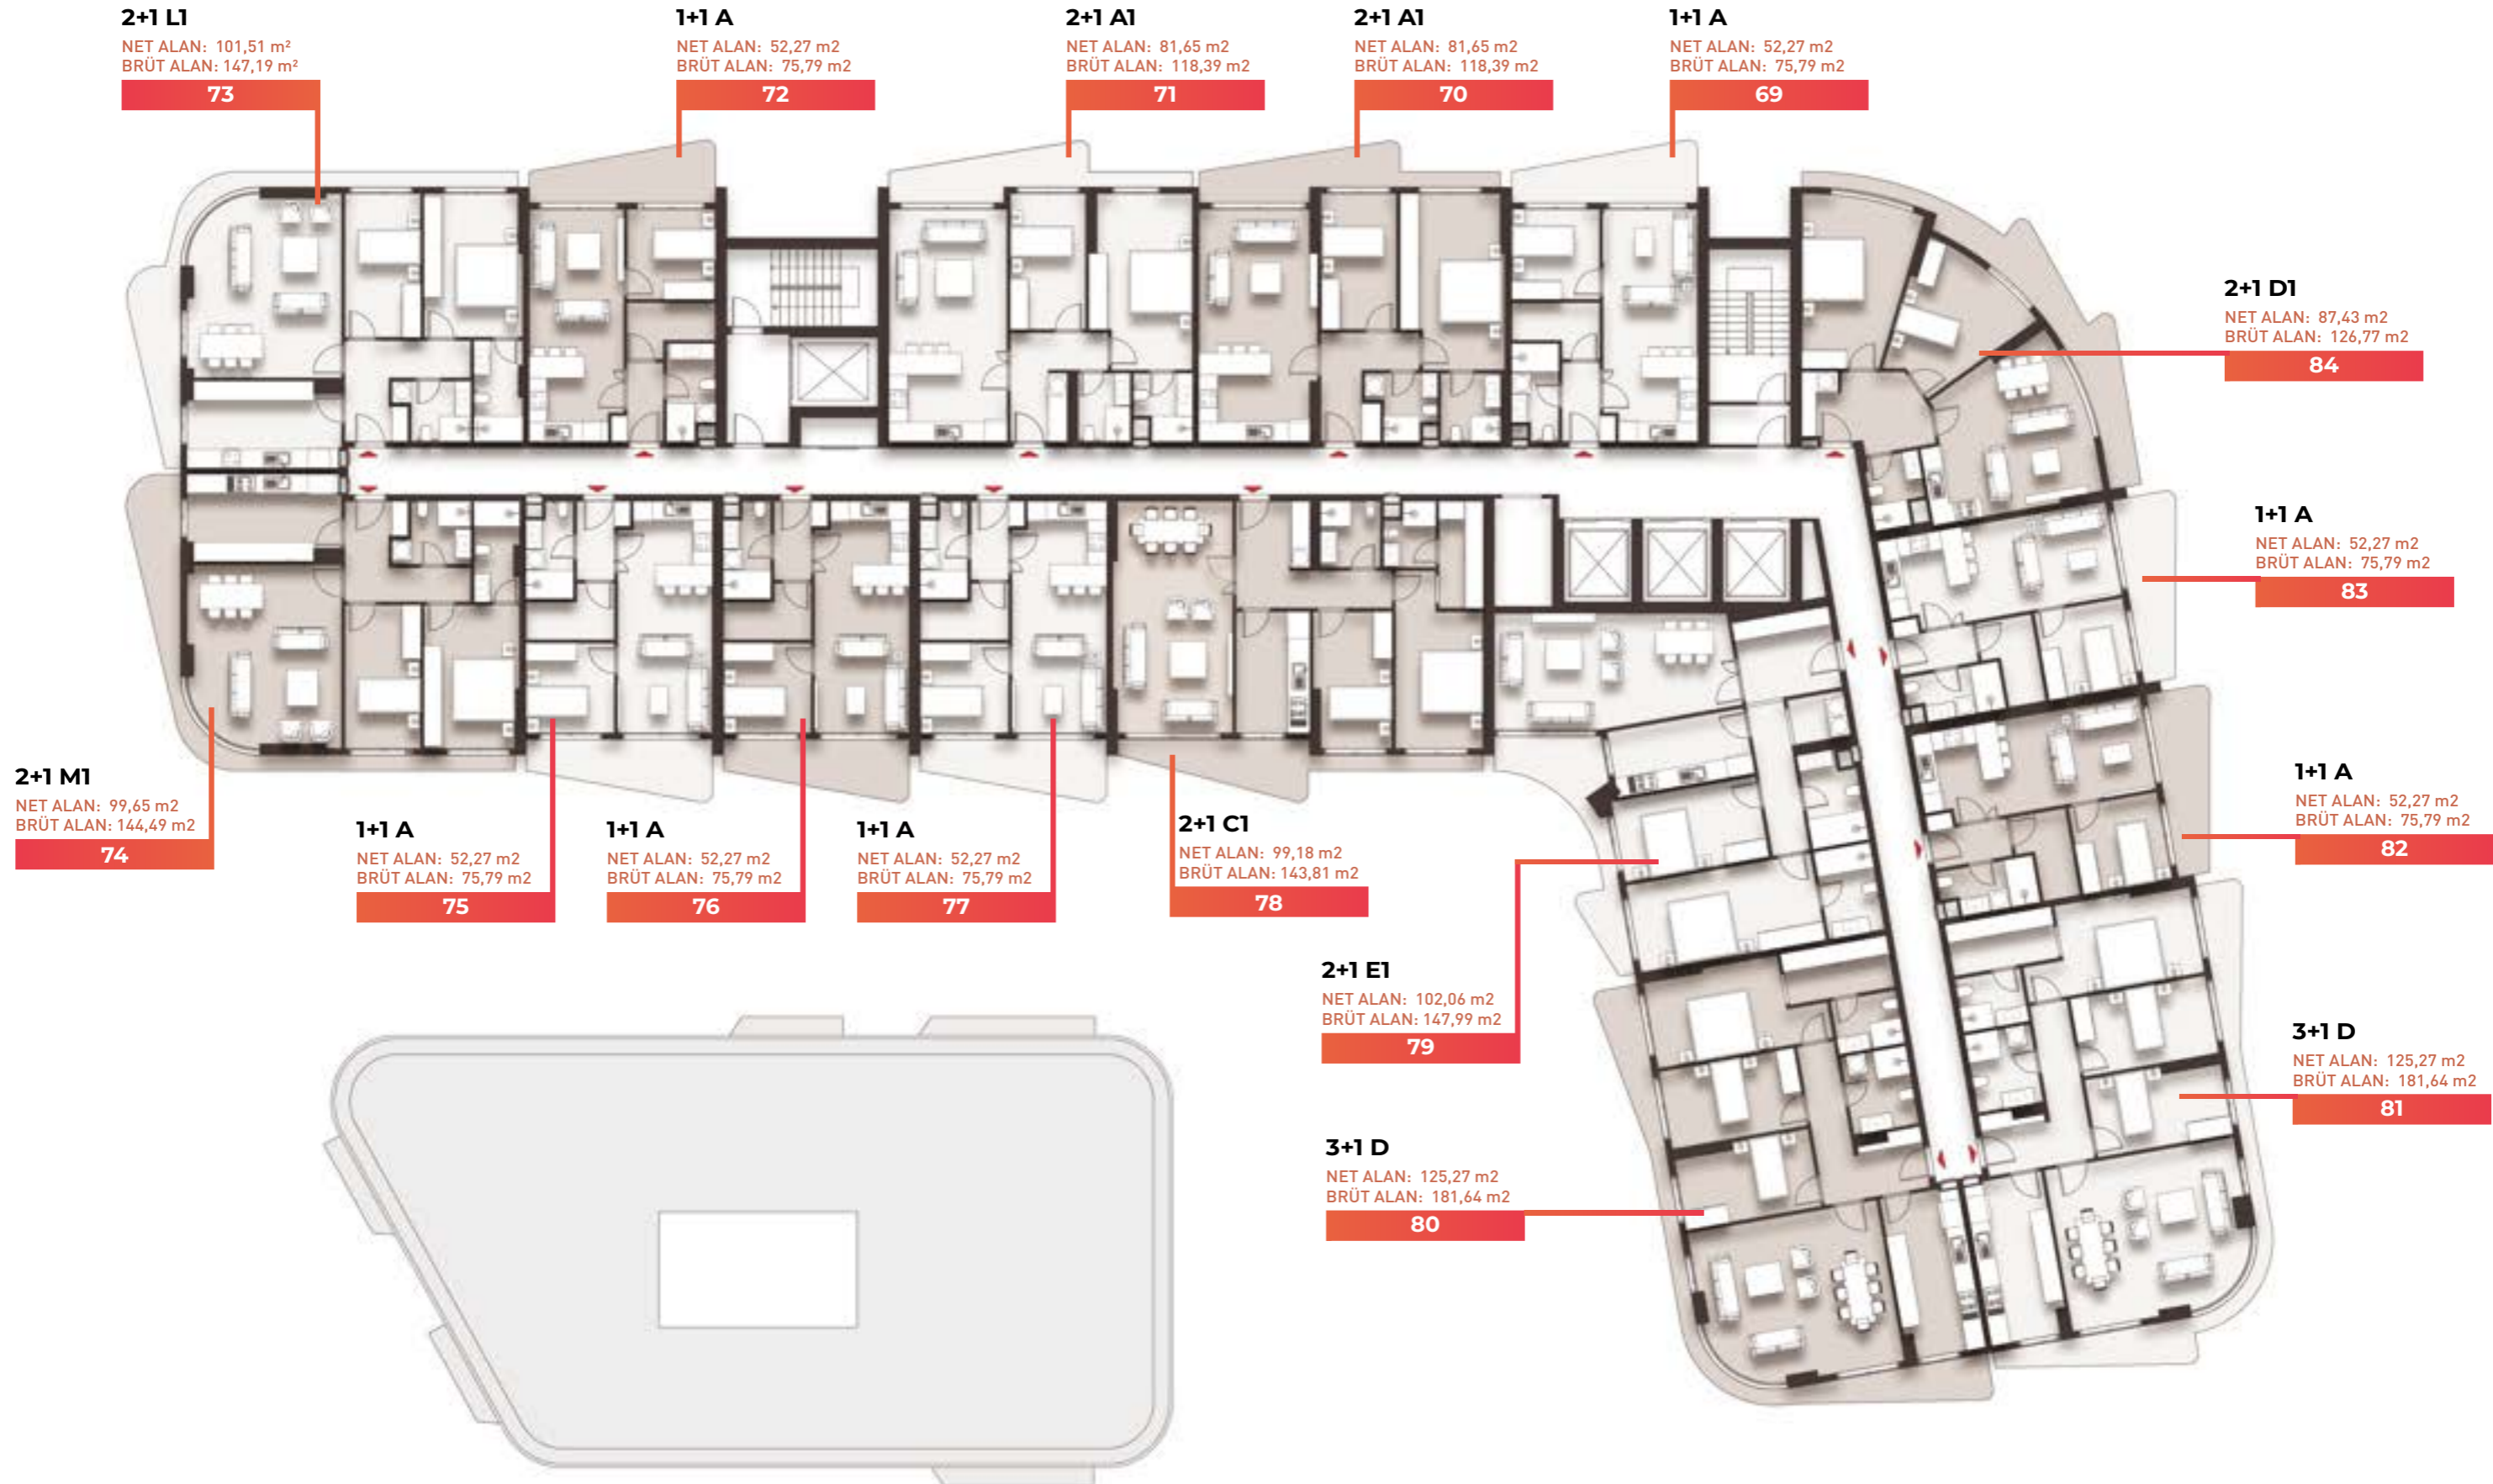 2+1 L1
NET ALAN: 101,51 m²
BRÜT ALAN: 147,19 m²
73
1+1 A
NET ALAN: 52,27 m2
BRÜT ALAN: 75,79 m2
72
2+1 A1
NET ALAN: 81,65 m2
BRÜT ALAN: 118,39 m2
71
2+1 A1
NET ALAN: 81,65 m2
BRÜT ALAN: 118,39 m2
70
1+1 A
NET ALAN: 52,27 m2
BRÜT ALAN: 75,79 m2
69
2+1 D1
NET ALAN: 87,43 m2
BRÜT ALAN: 126,77 m2
84
1+1 A
NET ALAN: 52,27 m2
BRÜT ALAN: 75,79 m2
83
1+1 A
NET ALAN: 52,27 m2
BRÜT ALAN: 75,79 m2
82
2+1 M1
NET ALAN: 99,65 m2
BRÜT ALAN: 144,49 m2
74
1+1 A
NET ALAN: 52,27 m2
BRÜT ALAN: 75,79 m2
75
1+1 A
NET ALAN: 52,27 m2
BRÜT ALAN: 75,79 m2
76
1+1 A
NET ALAN: 52,27 m2
BRÜT ALAN: 75,79 m2
77
2+1 C1
NET ALAN: 99,18 m2
BRÜT ALAN: 143,81 m2
78
2+1 E1
NET ALAN: 102,06 m2
BRÜT ALAN: 147,99 m2
79
3+1 D
NET ALAN: 125,27 m2
BRÜT ALAN: 181,64 m2
81
3+1 D
NET ALAN: 125,27 m2
BRÜT ALAN: 181,64 m2
80